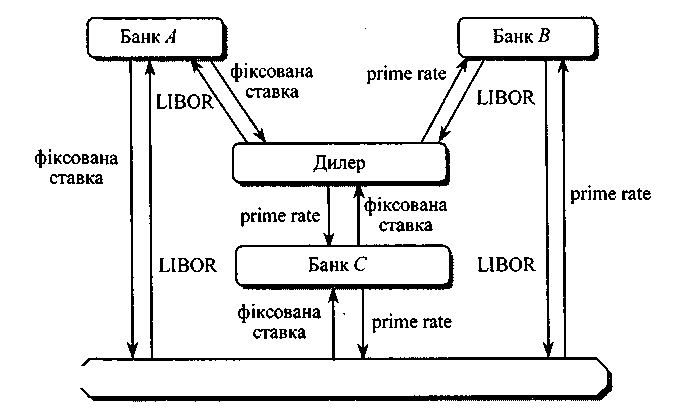 Банк A
Банк B
фіксована
ставка
prime rate
LIBOR
LIBOR
фіксована
ставка
Дилер
prime rate
prime rate
фіксована
ставка
LIBOR
Банк C
LIBOR
фіксована
ставка
prime rate